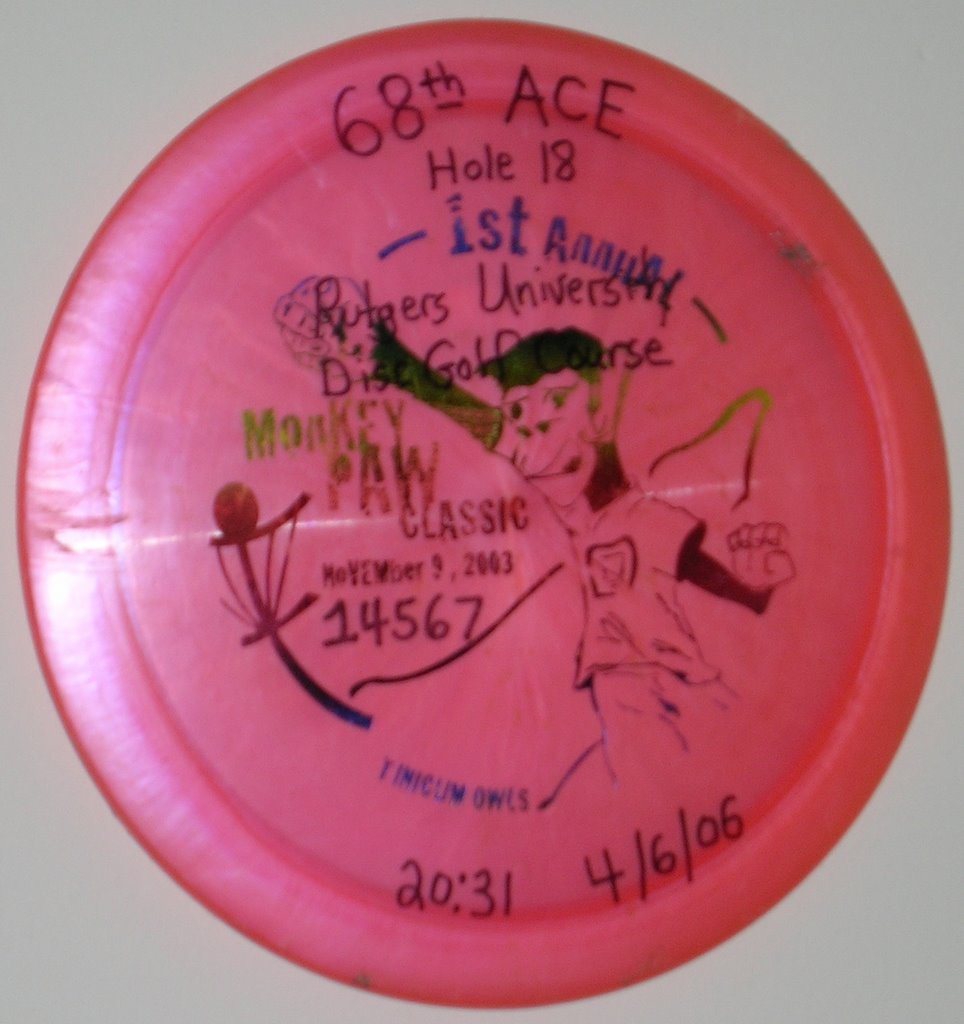 68th ACE
Hole 18
1st Annual
Rutgers University
Disc Golf Course
MonKEY
PAW
CLASSIC
NoVEMber 9, 2003
14567
TINICUM OWLS
20:31 4/6/06